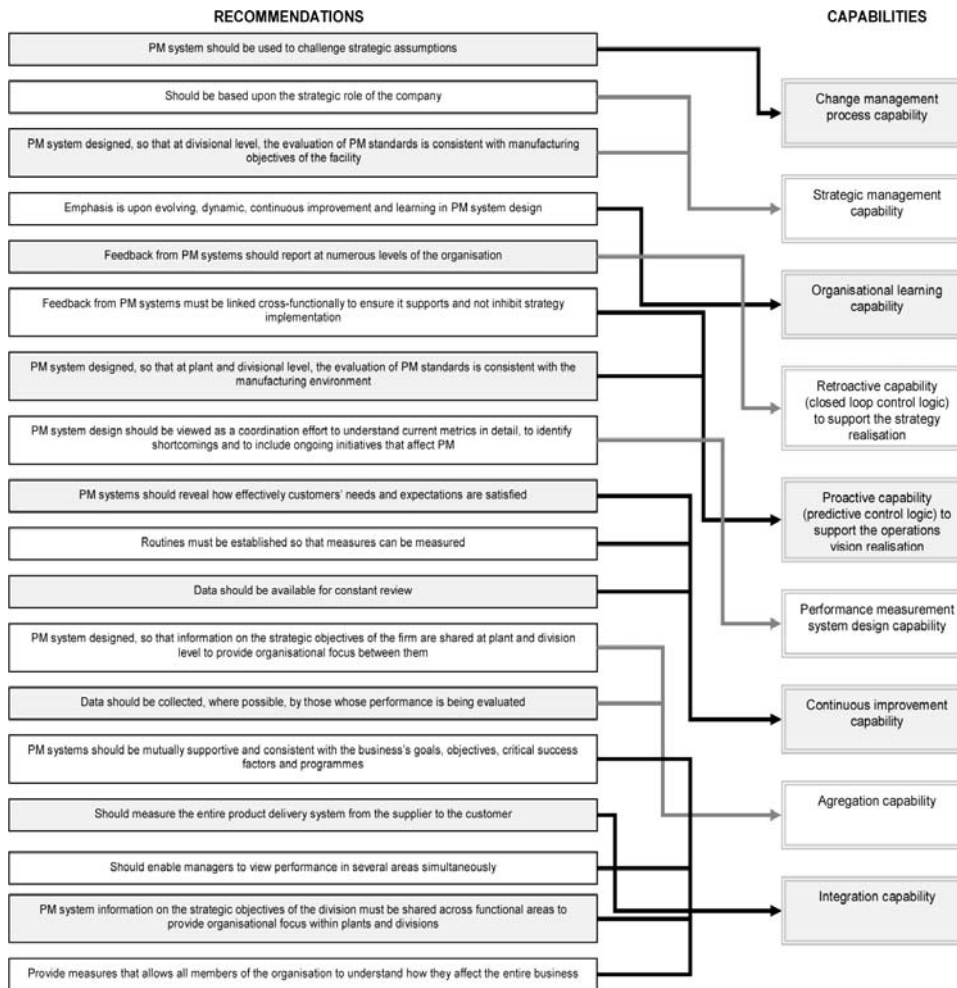 RECOMMENDATIONS
PM system should be used to challenge strategic assumptions
Should be based upon the strategic role of the company
PM system designed, so that at divisional level, the evaluation of PM standards is consistent with manufacturing
objectives of the facility
Emphasis is upon evolving, dynamic, continuous improvement and learning in PM system design
Feedback from PM systems should report at numerous levels of the organisation
Feedback from PM systems must be linked cross-functionally to ensure it supports and not inhibit strategy
implementation
PM system designed, so that at plant and divisional level, the evaluation of PM standards is consistent with the
manufacturing environment
PM system design should be viewed as a coordination effort to understand current metrics in detail, to identify
shortcomings and to include ongoing initiatives that affect PM
PM systems should reveal how effectively customers' needs and expectations are satisfied
Routines must be established so that measures can be measured
Data should be available for constant review
PM system designed, so that information on the strategic objectives of the firm are shared at plant and division
level to provide organisational focus between them
Data should be collected, where possible, by those whose performance is being evaluated
PM systems should be mutually supportive and consistent with the business's goals, objectives, critical success
factors and programmes
Should measure the entire product delivery system from the supplier to the customer
Should enable managers to view performance in several areas simultaneously
PM system information on the strategic objectives of the division must be shared across functional areas to
provide organisational focus within plants and divisions
Provide measures that allows all members of the organisation to understand how they affect the entire business
CAPABILITIES
Change management
process capability
Strategic management
capability
Organisational learning
capability
Retroactive capability
(closed loop control logic)
to support the strategy
realisation
Proactive capability
(predictive control logic) to
support the operations
vision realisation
Performance measurement
system design capability
Continuous improvement
capability
Agregation capability
Integration capability